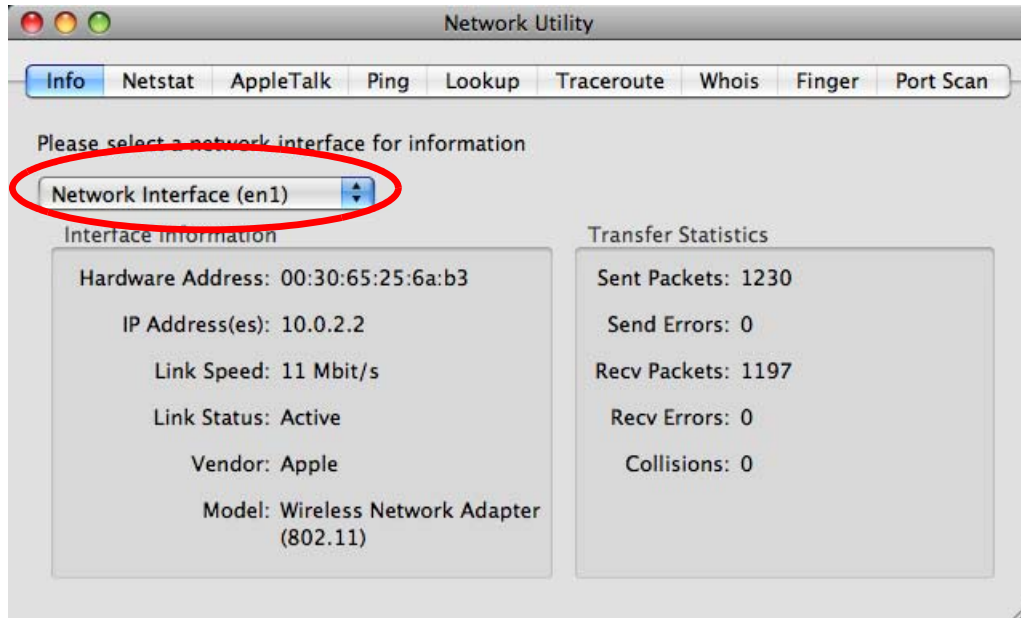 Network Utility
Info Netstat AppleTalk Ping Lookup Traceroute Whois Finger Port Scan
Please select a network interface for information
Network Interface (en1)
Interface Information
Hardware Address: 00:30:65:25:6a:b3
IP Address(es): 10.0.2.2
Link Speed: 11 Mbit/s
Link Status: Active
Vendor: Apple
Model: Wireless Network Adapter
(802.11)
Transfer Statistics
Sent Packets: 1230
Send Errors: 0
Recv Packets: 1197
Recv Errors: 0
Collisions: 0